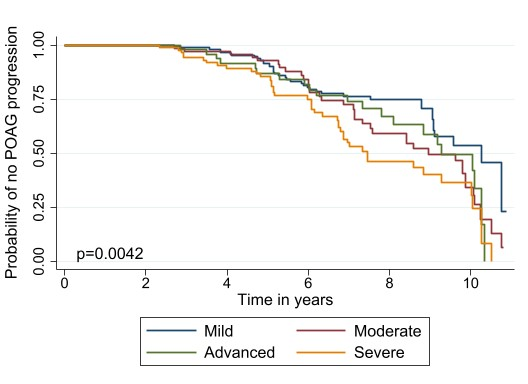 Probability of no POAG progression
1.00
0.75
0.50
0.25
0.00
p=0.0042
0 2 4 6 8 10
Time in years
Mild Moderate
Advanced Severe